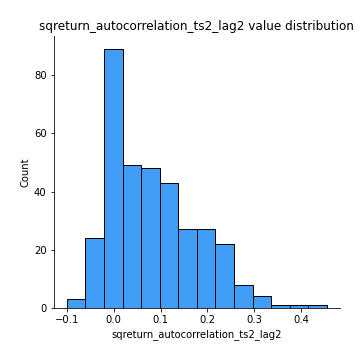 sqreturn_autocorrelation_ts2_lag2 value distribution
80
60
40
20
0
Count
−0.1 0.0 0.1 0.2 0.3 0.4
sqreturn_autocorrelation_ts2_lag2